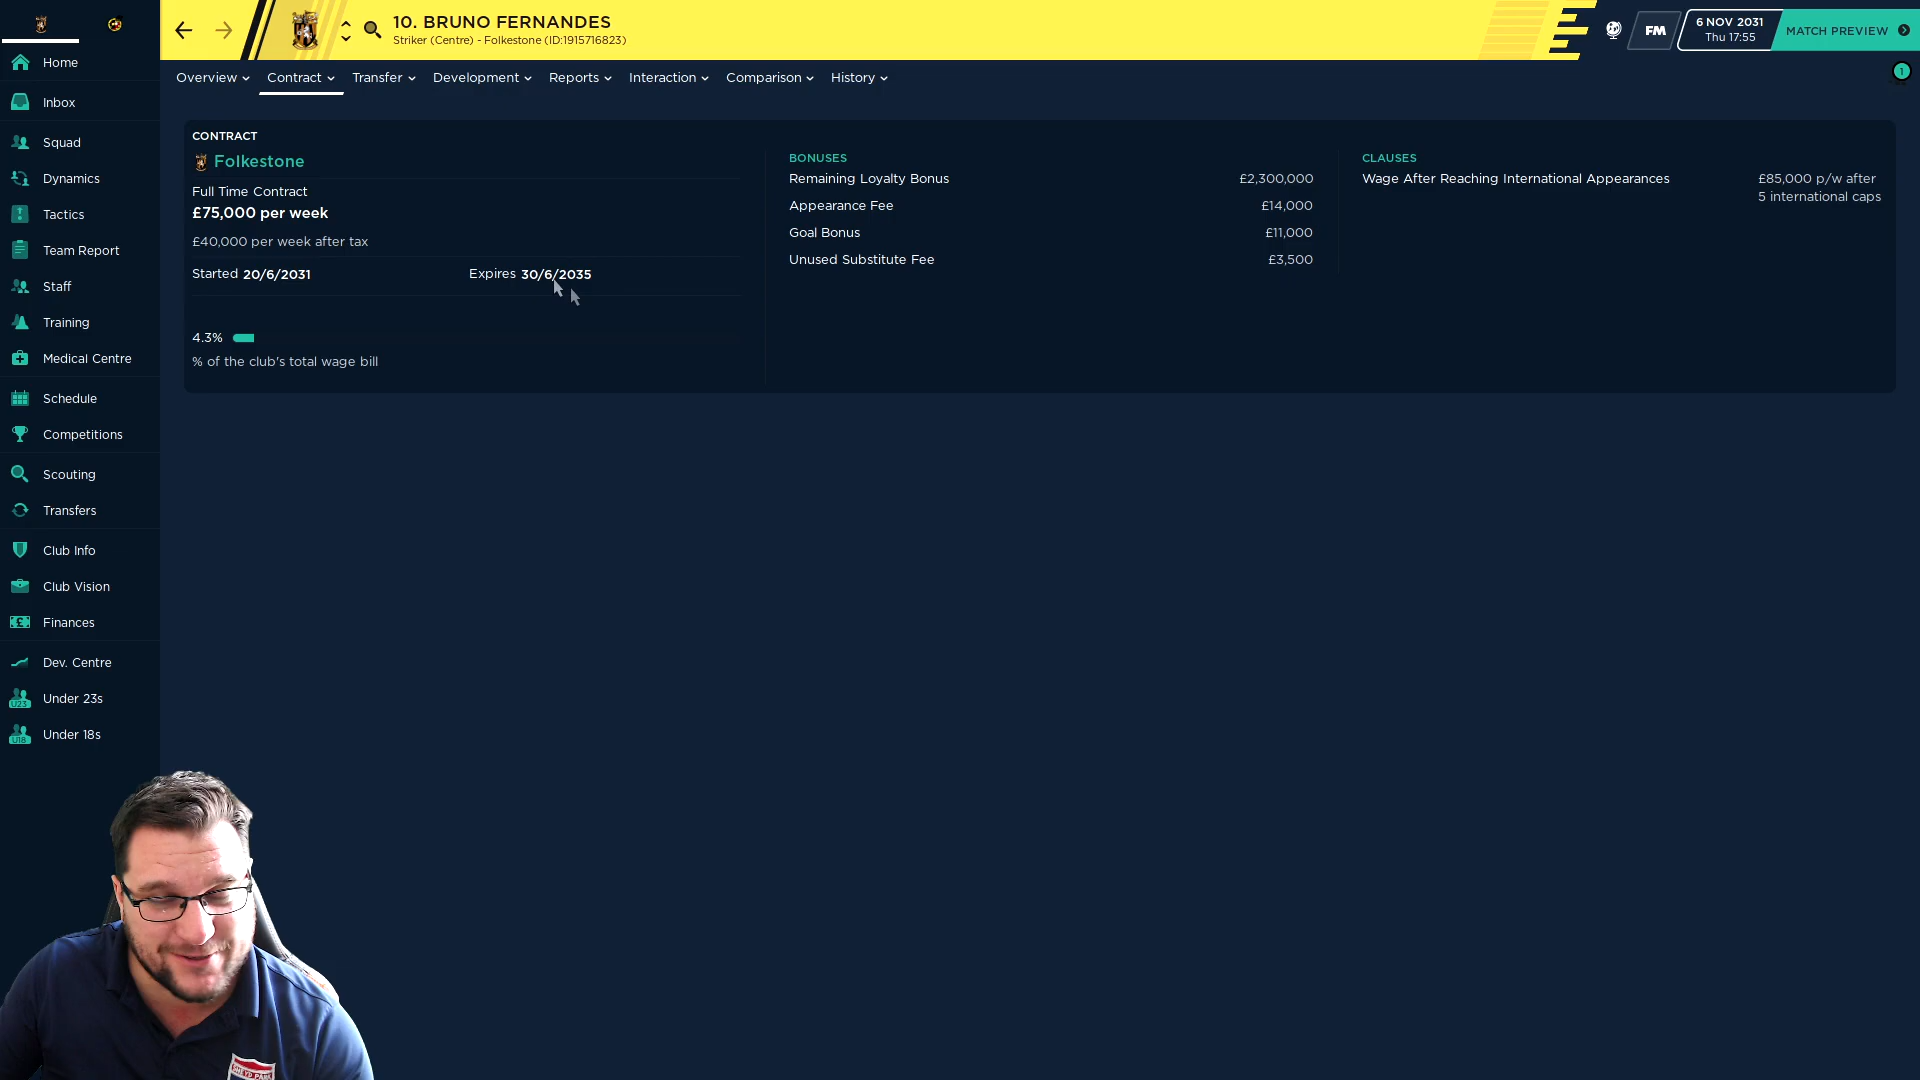 10. BRUNO FERNANDES
Striker (Centre) - Folkestone (ID:1915716823)
FM
6 NOV 2031
Thu 17:55
MATCH PREVIEW
Overview
Contract
Transfer
Development
Reports
Interaction
Comparison
History
1
Home
Inbox
Squad
Dynamics
Tactics
Team Report
Staff
Training
Medical Centre
Schedule
Competitions
Scouting
Transfers
Club Info
Club Vision
Finances
Dev. Centre
U23
Under 23s
U18
Under 18s
CONTRACT
Folkestone
Full Time Contract
£75,000 per week
£40,000 per week after tax
Started 20/6/2031
Expires 30/6/2035
4.3%
% of the club's total wage bill
BONUSES
Remaining Loyalty Bonus £2,300,000
Appearance Fee £14,000
Goal Bonus £11,000
Unused Substitute Fee £3,500
CLAUSES
Wage After Reaching International Appearances £85,000 p/w after
5 international caps